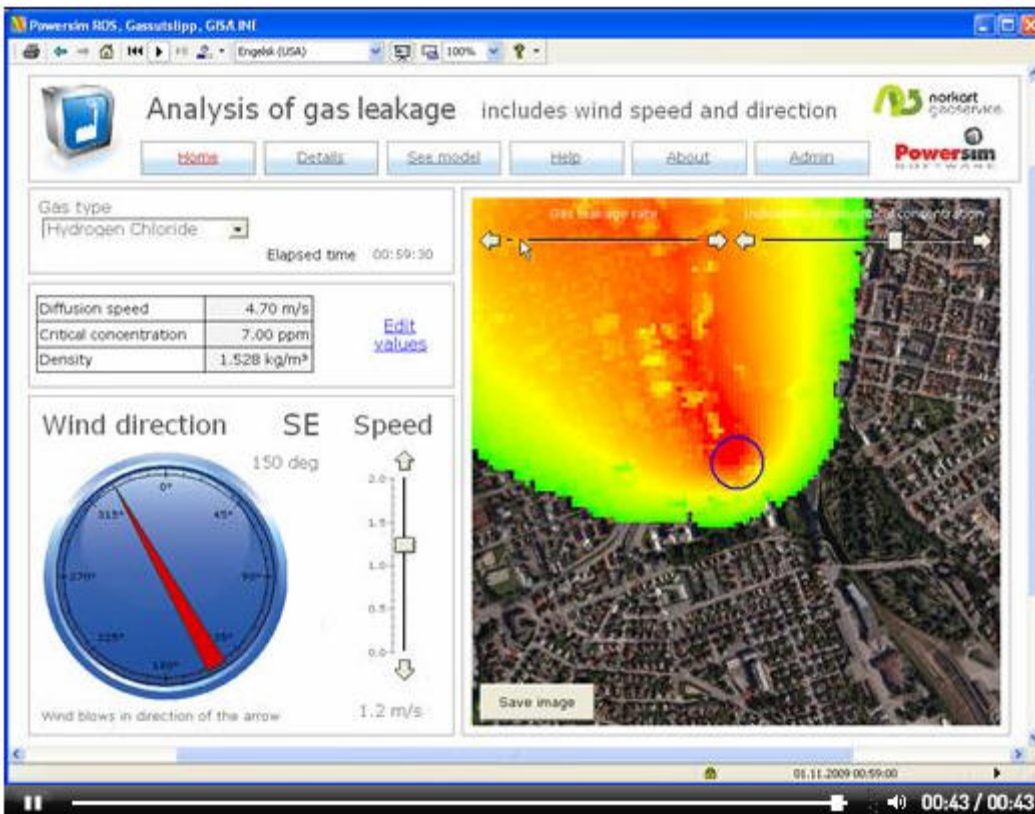 Powersim ROS, Gassutslipp, GISA.INI
Engelsk (USA) 100%
Analysis of gas leakage includes wind speed and direction
norkart
geoservice
Powersim
SOFTWARE
Home Details See model Help About Admin
Gas type
Hydrogen Chloride
Elapsed time 00:59:30
Diffusion speed 4.70 m/s
Critical concentration 7.00 ppm
Density 1.528 kg/m³
Edit
values
Wind direction SE Speed
150 deg
0°
45°
90°
180°
225°
270°
315°
2.0
1.5
1.0
0.5
0.0
Wind blows in direction of the arrow
1.2 m/s
Gas leakage rate
concentration
Save image
01.11.2009 00:59:00
00:43 / 00:43